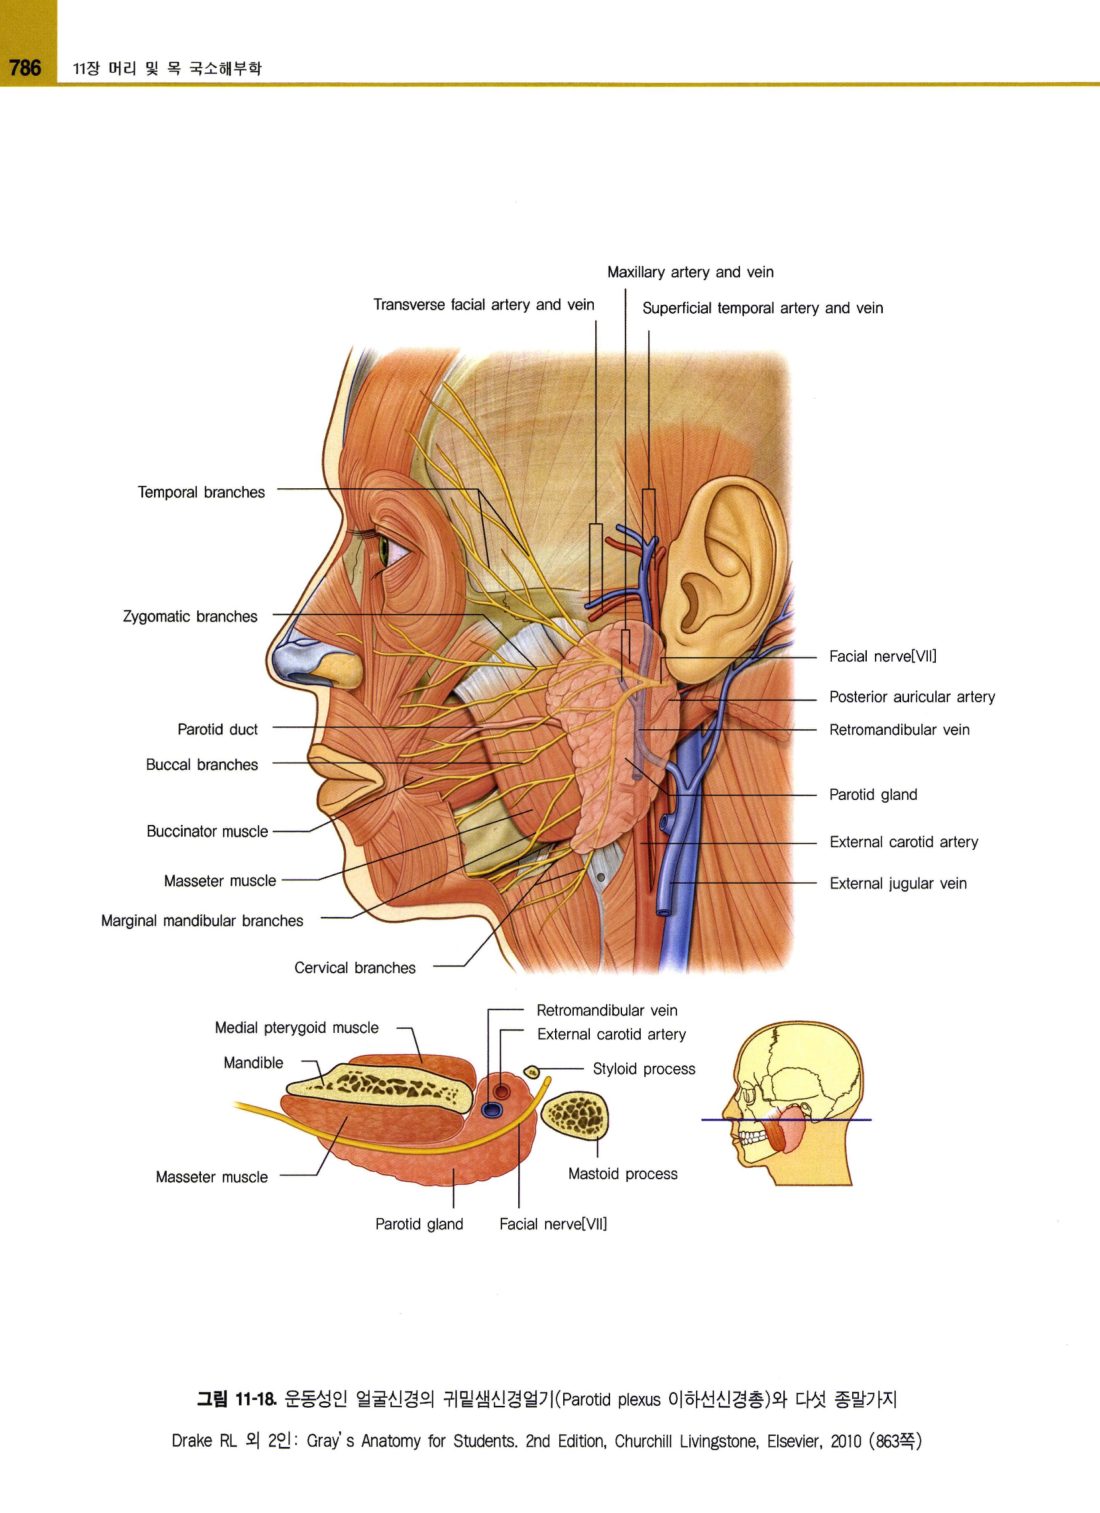 786
11장 머리 및 목 국소해부학
Maxillary artery and vein
Transverse facial artery and vein
Superficial temporal artery and vein
Temporal branches
Zygomatic branches
Facial nerve[VII]
Posterior auricular artery
Parotid duct
Retromandibular vein
Buccal branches
Parotid gland
Buccinator muscle
External carotid artery
Masseter muscle
External jugular vein
Marginal mandibular branches
Cervical branches
Retromandibular vein
Medial pterygoid muscle
External carotid artery
Mandible
Styloid process
Masseter muscle
Mastoid process
Parotid gland
Facial nerve[VII]
그림 11-18. 운동성인 얼굴신경의 귀밑샘신경얼기(Parotid plexus 이하선신경총)와 다섯 종말가지
Drake RL 외 2인: Gray's Anatomy for Students. 2nd Edition, Churchill Livingstone, Elsevier, 2010 (863쪽)